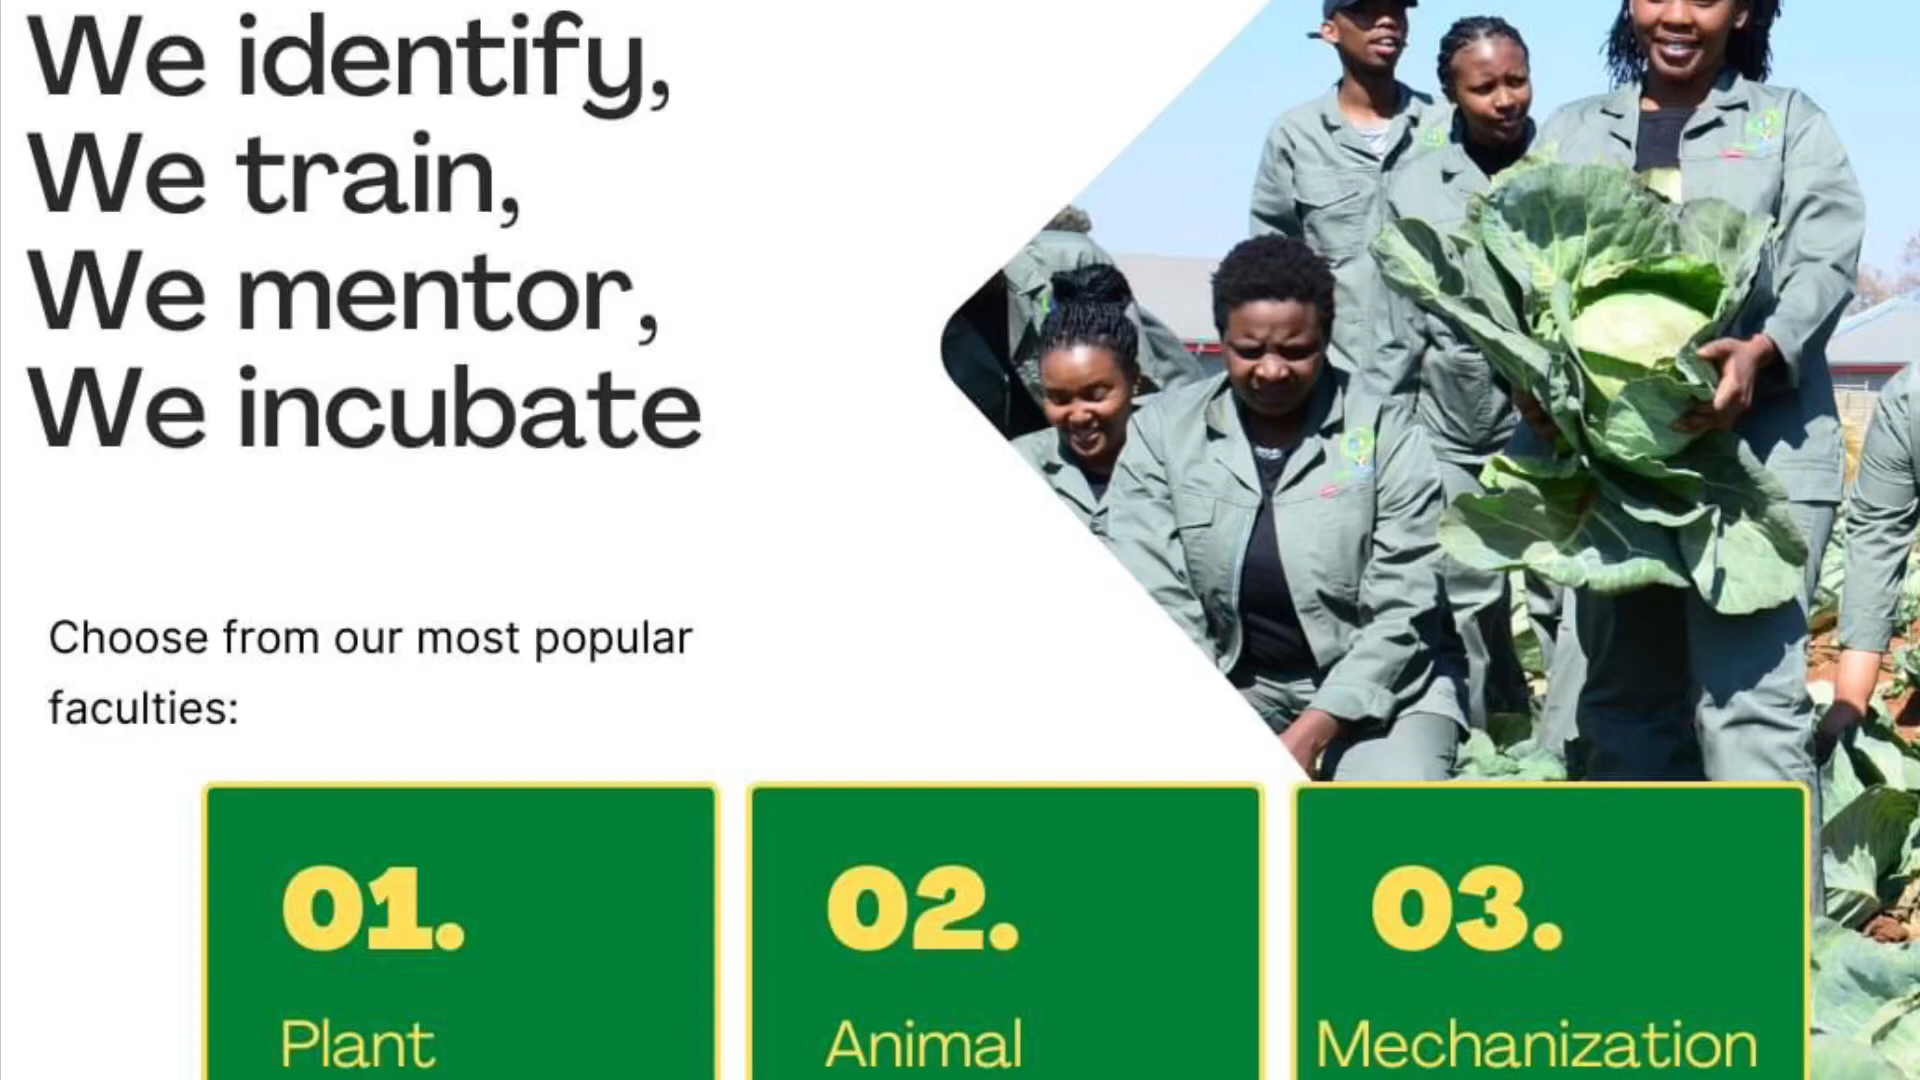 We identify,
We train,
We mentor,
We incubate
Choose from our most popular
faculties:
01.
Plant
02.
Animal
03.
Mechanization